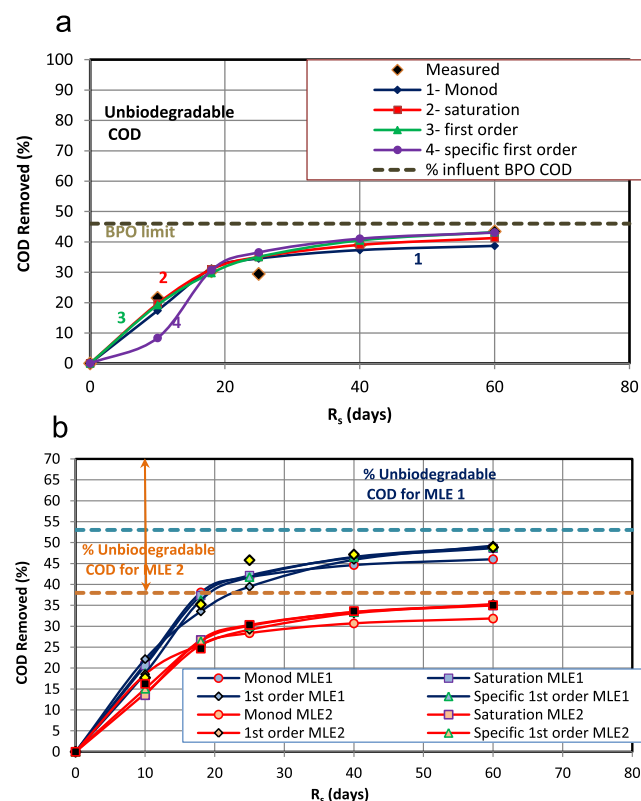 a
100
90
80
70
60
50
40
30
20
10
0
COD Removed (%)
Unbiodegradable
COD
Measured
1- Monod
2- saturation
3- first order
4- specific first order
% influent BPO COD
BPO limit
1
2
3
4
0 20 40 60 80
Rs (days)
b
70
65
60
55
50
45
40
35
30
25
20
15
10
5
0
COD Removed (%)
% Unbiodegradable
COD for MLE 1
% Unbiodegradable
COD for MLE 2
Monod MLE1 Saturation MLE1
1st order MLE1 Specific 1st order MLE1
Monod MLE2 Saturation MLE2
1st order MLE2 Specific 1st order MLE2
0 10 20 30 40 50 60 70 80
Rs (days)